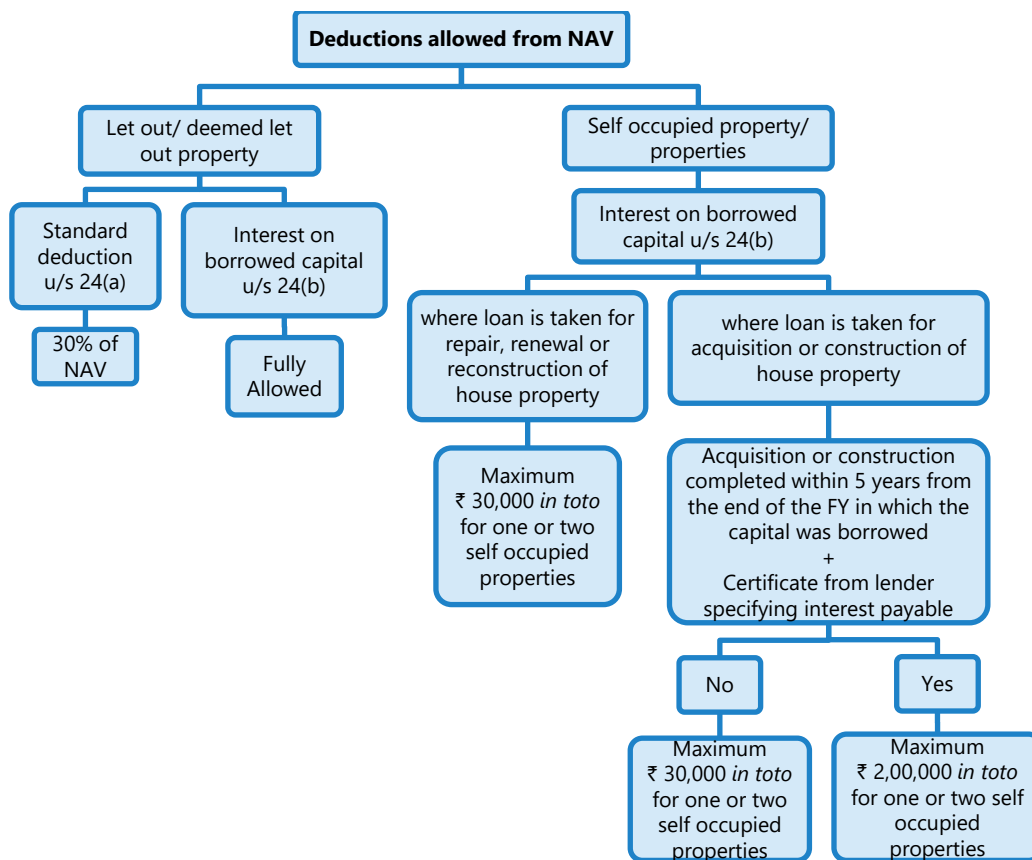 Deductions allowed from NAV
Let out/ deemed let
out property
Self occupied property/
properties
Standard
deduction
u/s 24(a)
Interest on
borrowed capital
u/s 24(b)
Interest on borrowed
capital u/s 24(b)
30% of
NAV
Fully
Allowed
where loan is taken for
repair, renewal or
reconstruction of
house property
where loan is taken for
acquisition or construction of
house property
Maximum
₹ 30,000 in toto
for one or two
self occupied
properties
Acquisition or construction
completed within 5 years from
the end of the FY in which the
capital was borrowed
+
Certificate from lender
specifying interest payable
No
Yes
Maximum
₹ 30,000 in toto
for one or two
self occupied
properties
Maximum
₹ 2,00,000 in toto
for one or two self
occupied
properties